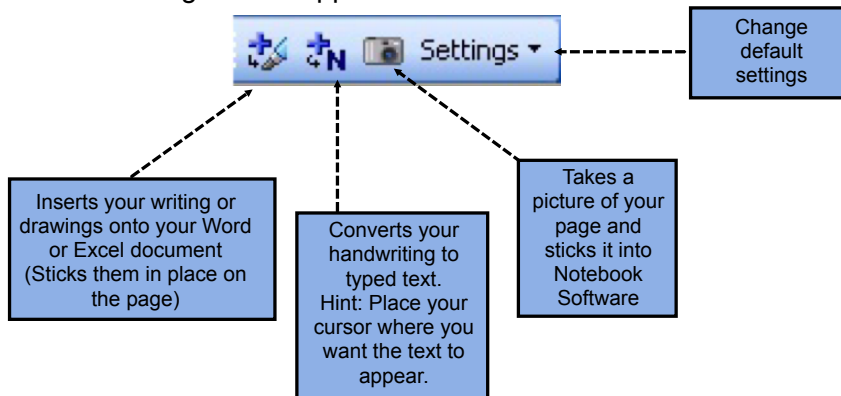 Settings
Change
default
settings
Inserts your writing or
drawings onto your Word
or Excel document
(Sticks them in place on
the page)
Converts your
handwriting to
typed text.
Hint: Place your
cursor where you
want the text to
appear.
Takes a
picture of your
page and
sticks it into
Notebook
Software